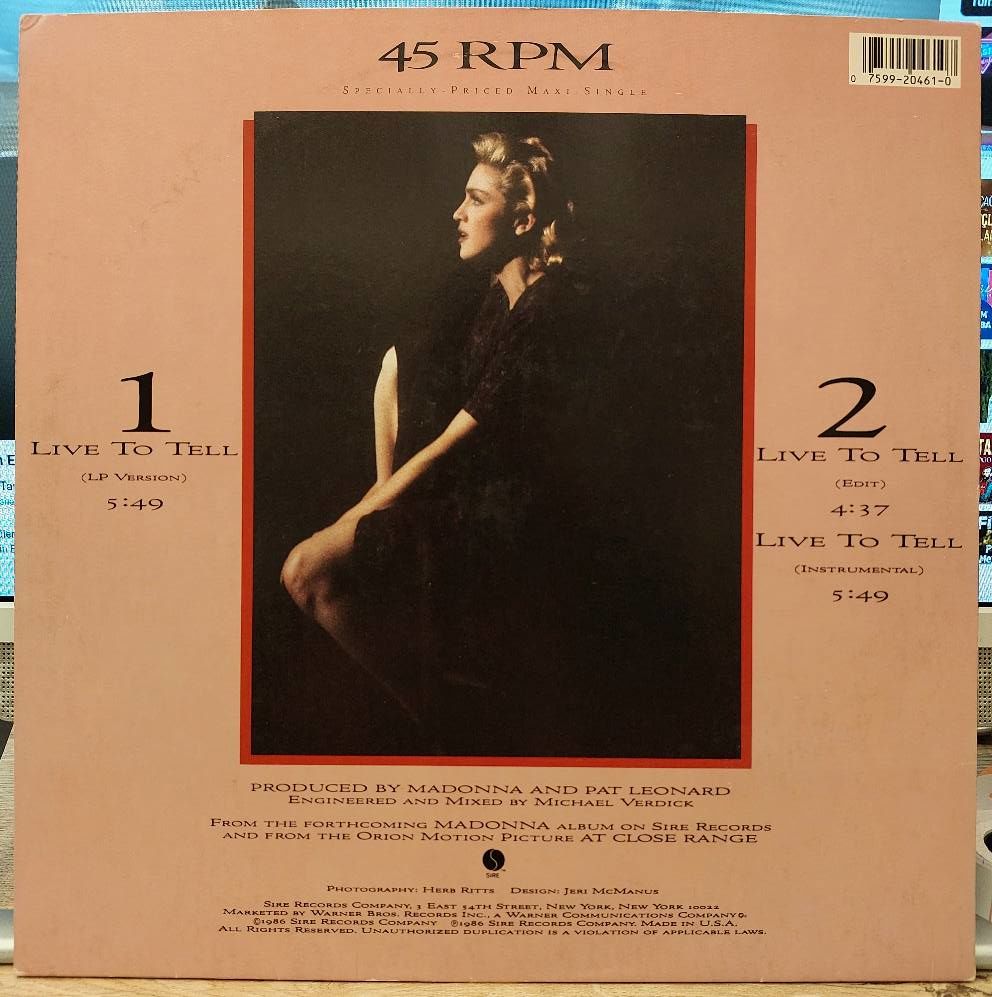 45 RPM
Specially-Priced Maxi-Single
0 7599-20461-0
1
Live To Tell
(LP Version)
5:49
2
Live To Tell
(Edit)
4:37
Live To Tell
(Instrumental)
5:49
PRODUCED BY MADONNA AND PAT LEONARD
Engineered and Mixed by Michael Verdick
From the forthcoming MADONNA album on Sire Records
and from the Orion Motion Picture AT CLOSE RANGE
SIRE
Photography: Herb Ritts Design: Jeri McManus
Sire Records Company, 3 East 54th Street, New York, New York 10022
Marketed by Warner Bros. Records Inc., a Warner Communications Company
©1986 Sire Records Company ℗1986 Sire Records Company. Made in U.S.A.
All Rights Reserved. Unauthorized duplication is a violation of applicable laws.